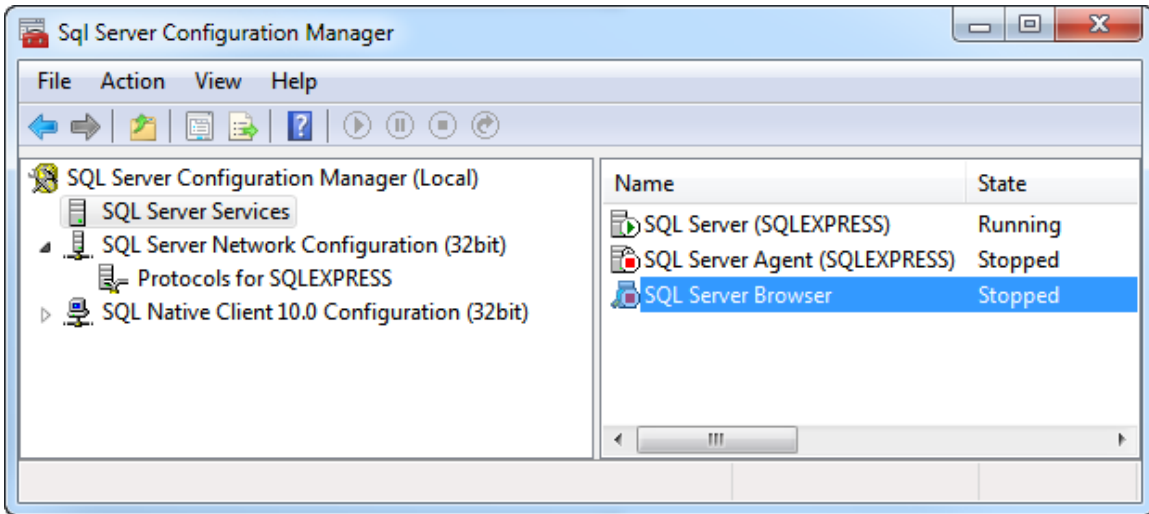 Sql Server Configuration Manager
File Action View Help
SQL Server Configuration Manager (Local)
SQL Server Services
SQL Server Network Configuration (32bit)
Protocols for SQLEXPRESS
SQL Native Client 10.0 Configuration (32bit)
Name State
SQL Server (SQLEXPRESS) Running
SQL Server Agent (SQLEXPRESS) Stopped
SQL Server Browser Stopped